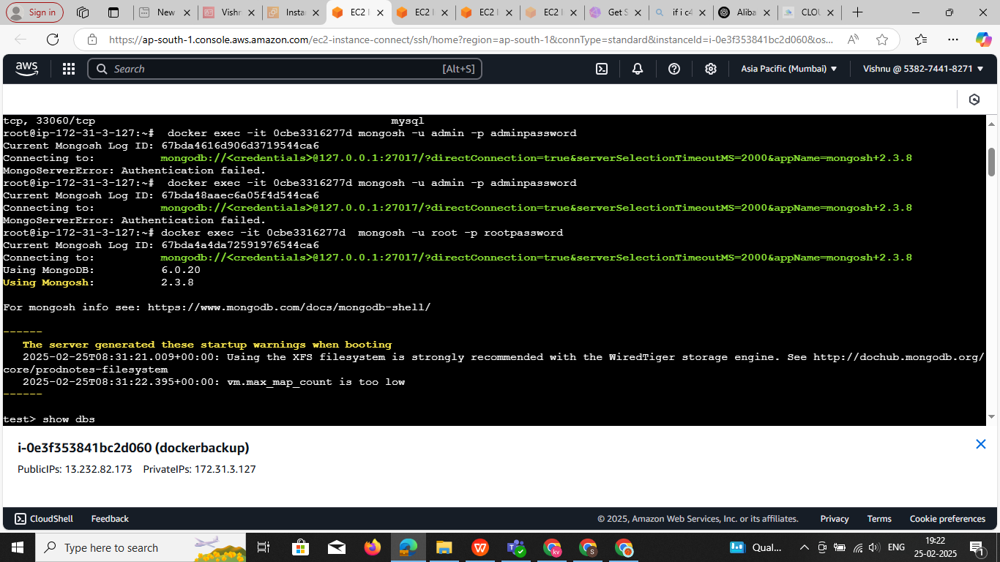 Sign in
New
Vishr
Insta
EC2 I
EC2 I
EC2 I
EC2 I
Get S
if i c4
Aliba
CLOU
https://ap-south-1.console.aws.amazon.com/ec2-instance-connect/ssh/home?region=ap-south-1&connType=standard&instanceId=i-0e3f353841bc2d060&os...
aws
Search
[Alt+S]
Asia Pacific (Mumbai)
Vishnu @ 5382-7441-8271
tcp, 33060/tcp mysql
root@ip-172-31-3-127:~# docker exec -it 0cbe3316277d mongosh -u admin -p adminpassword
Current Mongosh Log ID: 67bda4616d906d3719544ca6
Connecting to: mongodb://<credentials>@127.0.0.1:27017/?directConnection=true&serverSelectionTimeoutMS=2000&appName=mongosh+2.3.8
MongoServerError: Authentication failed.
root@ip-172-31-3-127:~# docker exec -it 0cbe3316277d mongosh -u admin -p adminpassword
Current Mongosh Log ID: 67bda48aaec6a05f4d544ca6
Connecting to: mongodb://<credentials>@127.0.0.1:27017/?directConnection=true&serverSelectionTimeoutMS=2000&appName=mongosh+2.3.8
MongoServerError: Authentication failed.
root@ip-172-31-3-127:~# docker exec -it 0cbe3316277d mongosh -u root -p rootpassword
Current Mongosh Log ID: 67bda4a4da72591976544ca6
Connecting to: mongodb://<credentials>@127.0.0.1:27017/?directConnection=true&serverSelectionTimeoutMS=2000&appName=mongosh+2.3.8
Using MongoDB: 6.0.20
Using Mongosh: 2.3.8
For mongosh info see: https://www.mongodb.com/docs/mongodb-shell/
------
The server generated these startup warnings when booting
2025-02-25T08:31:21.009+00:00: Using the XFS filesystem is strongly recommended with the WiredTiger storage engine. See http://dochub.mongodb.org/
core/prodnotes-filesystem
2025-02-25T08:31:22.395+00:00: vm.max_map_count is too low
------
test> show dbs
i-0e3f353841bc2d060 (dockerbackup)
PublicIPs: 13.232.82.173 PrivateIPs: 172.31.3.127
CloudShell
Feedback
© 2025, Amazon Web Services, Inc. or its affiliates.
Privacy
Terms
Cookie preferences
Type here to search
Qual...
ENG
19:22
25-02-2025
1